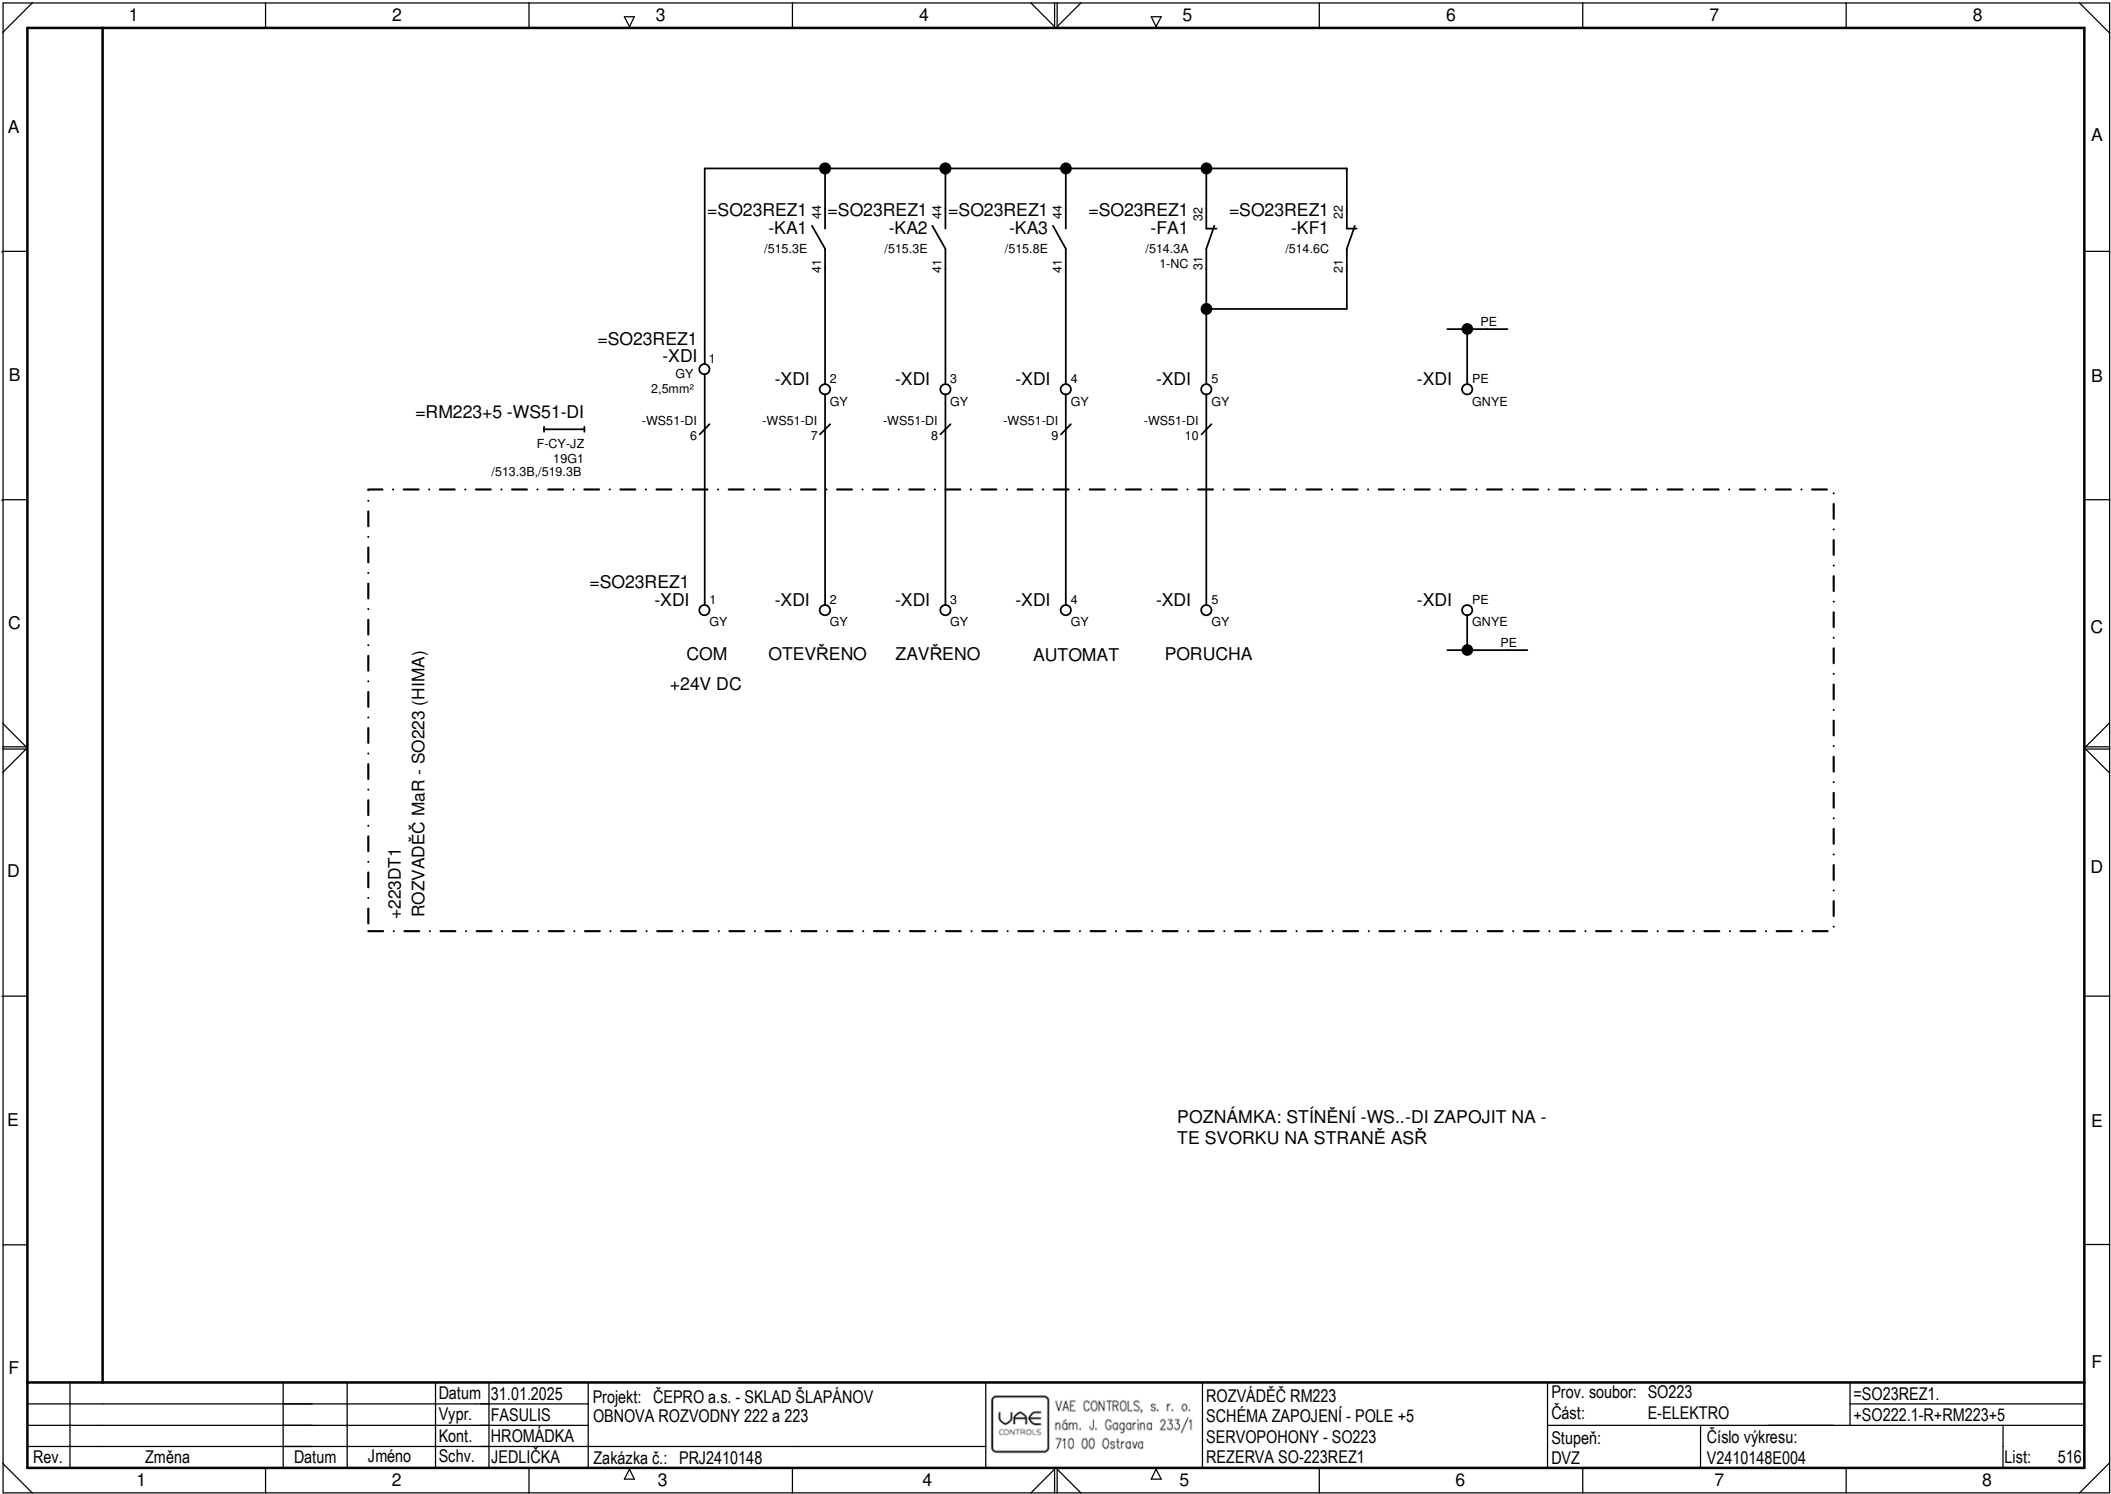 1 2 3 4 5 6 7 8
A A
=SO23REZ1 44 =SO23REZ1 44 =SO23REZ1 44 =SO23REZ1 32 =SO23REZ1 22
-KA1 -KA2 -KA3 -FA1 -KF1
/515.3E /515.3E /515.8E /514.3A /514.6C
41 41 41 1-NC 31 21
=SO23REZ1
-XDI 1
GY
2,5mm²
PE
B B
-XDI 2 -XDI 3 -XDI 4 -XDI 5 -XDI PE
GY GY GY GY GNYE
=RM223+5 -WS51-DI
F-CY-JZ
19G1
/513.3B,/519.3B
-WS51-DI -WS51-DI -WS51-DI -WS51-DI -WS51-DI
6 7 8 9 10
=SO23REZ1
-XDI 1 -XDI 2 -XDI 3 -XDI 4 -XDI 5 -XDI PE
GY GY GY GY GY GNYE
PE
C C
COM OTEVŘENO ZAVŘENO AUTOMAT PORUCHA
+24V DC
+223DT1
ROZVADĚČ MaR - SO223 (HIMA)
D D
POZNÁMKA: STÍNĚNÍ -WS..-DI ZAPOJIT NA -
TE SVORKU NA STRANĚ ASŘ
E E
F F
Rev. Změna Datum Jméno
Datum 31.01.2025
Vypr. FASULIS
Kont. HROMÁDKA
Schv. JEDLIČKA
Projekt: ČEPRO a.s. - SKLAD ŠLAPÁNOV
OBNOVA ROZVODNY 222 a 223
Zakázka č.: PRJ2410148
VAE
CONTROLS
VAE CONTROLS, s. r. o.
nám. J. Gagarina 233/1
710 00 Ostrava
ROZVÁDĚČ RM223
SCHÉMA ZAPOJENÍ - POLE +5
SERVOPOHONY - SO223
REZERVA SO-223REZ1
Prov. soubor: SO223
Část: E-ELEKTRO
Stupeň:
DVZ
Číslo výkresu:
V2410148E004
=SO23REZ1.
+SO222.1-R+RM223+5
List: 516
1 2 3 4 5 6 7 8